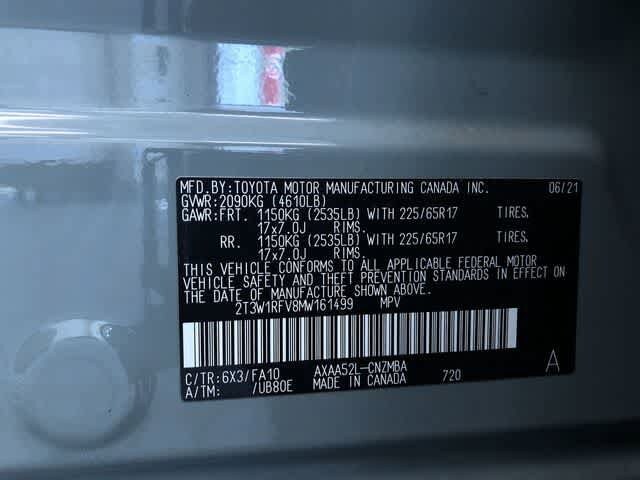 MFD.BY:TOYOTA MOTOR MANUFACTURING CANADA INC. 06/21
GVWR:2090KG (4610LB)
GAWR:FRT. 1150KG (2535LB) WITH 225/65R17 TIRES.
17x7.0J RIMS.
RR. 1150KG (2535LB) WITH 225/65R17 TIRES.
17x7.0J RIMS.
THIS VEHICLE CONFORMS TO ALL APPLICABLE FEDERAL MOTOR
VEHICLE SAFETY AND THEFT PREVENTION STANDARDS IN EFFECT ON
THE DATE OF MANUFACTURE SHOWN ABOVE.
2T3W1RFV8MW161499 MPV
C/TR:6X3/FA10 AXAA52L-CNZMBA 720 A
A/TM: /UB80E MADE IN CANADA